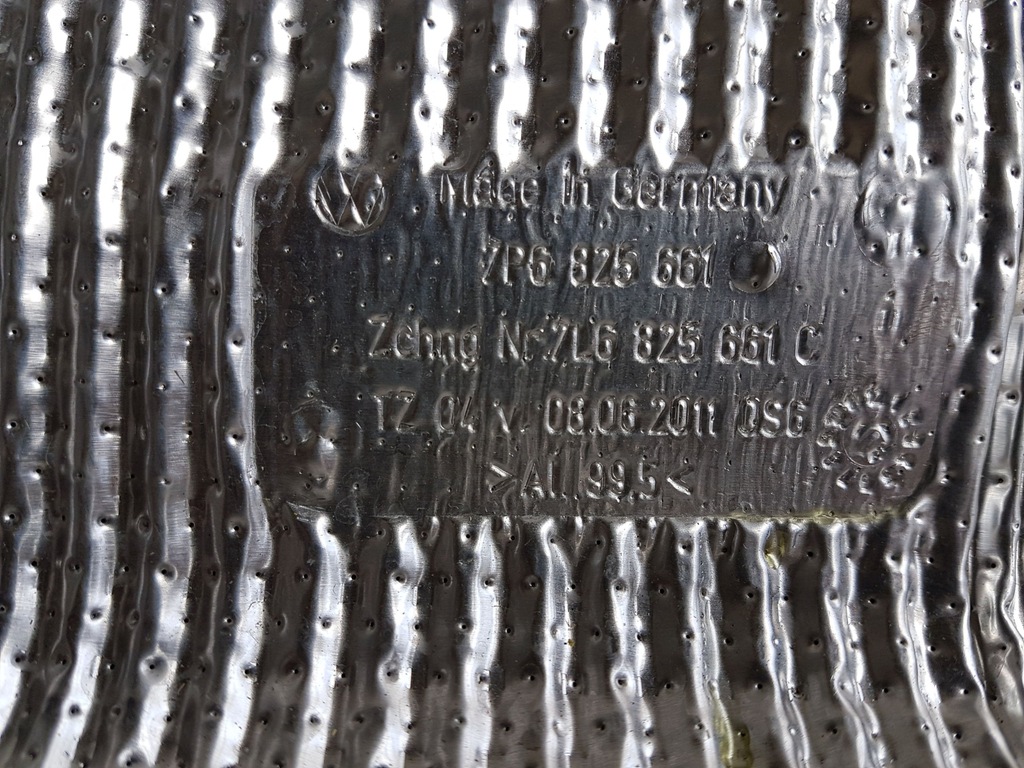 Made in Germany
7P6 825 661
Zchng Nr.7L6 825 661 C
TZ 04 v. 08.06.2011 QS6
>AL 99.5<